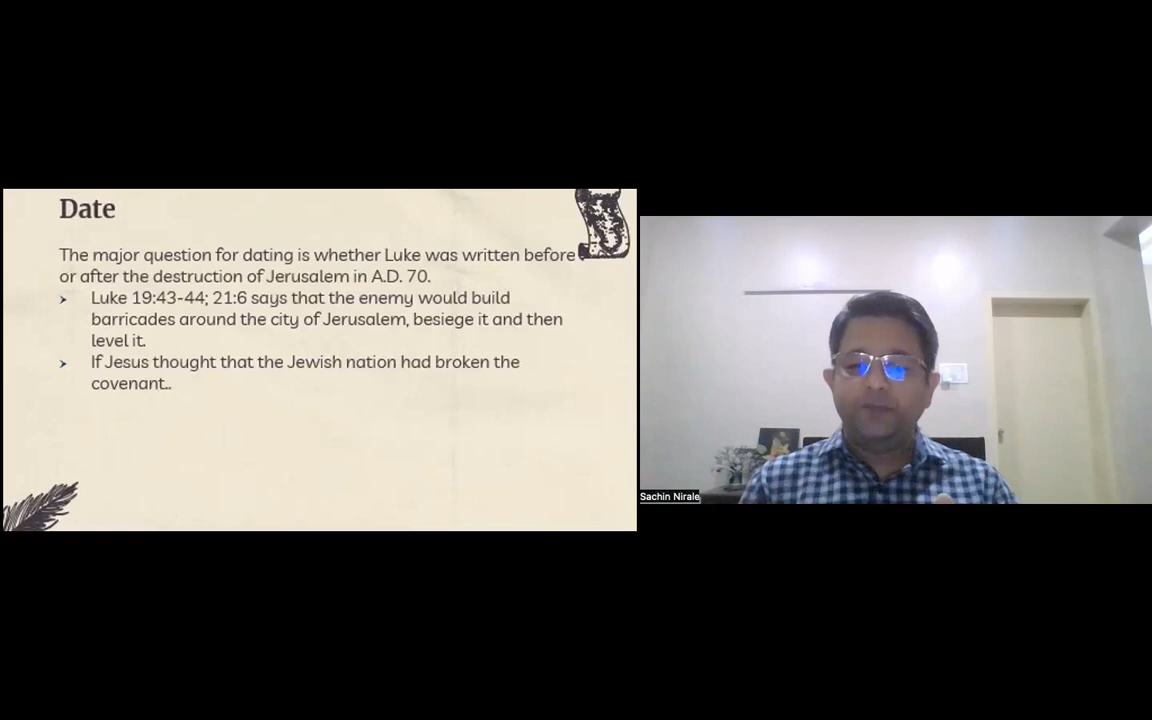 Date
The major question for dating is whether Luke was written before
or after the destruction of Jerusalem in A.D. 70.
➤ Luke 19:43-44; 21:6 says that the enemy would build
barricades around the city of Jerusalem, besiege it and then
level it.
➤ If Jesus thought that the Jewish nation had broken the
covenant..
Sachin Nirale